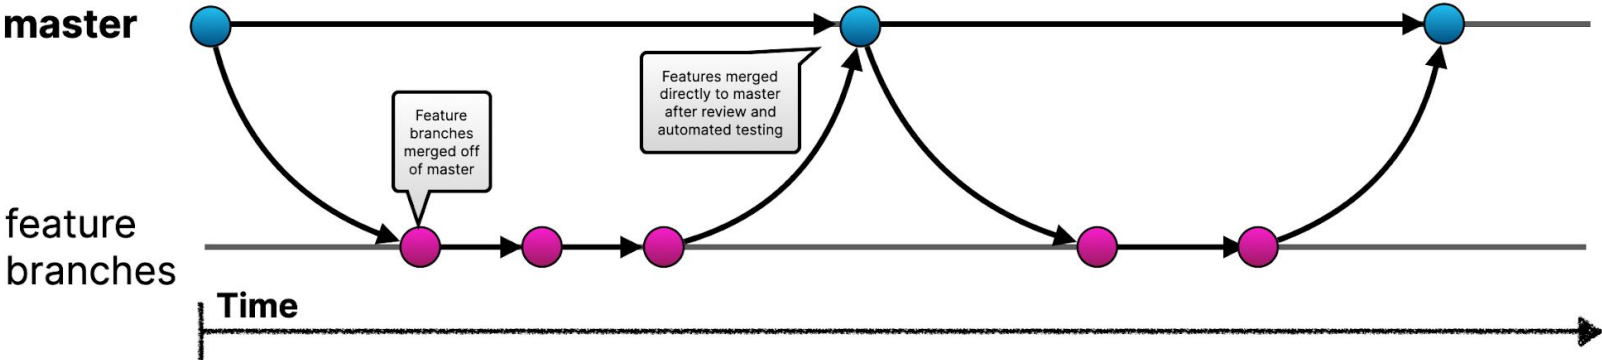 master
Features merged
directly to master
after review and
automated testing
Feature
branches
merged off
of master
feature
branches
Time